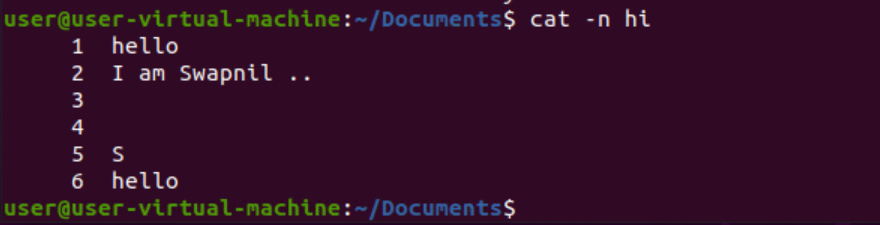 user@user-virtual-machine:~/Documents$ cat -n hi
1 hello
2 I am Swapnil ..
3
4
5 S
6 hello
user@user-virtual-machine:~/Documents$